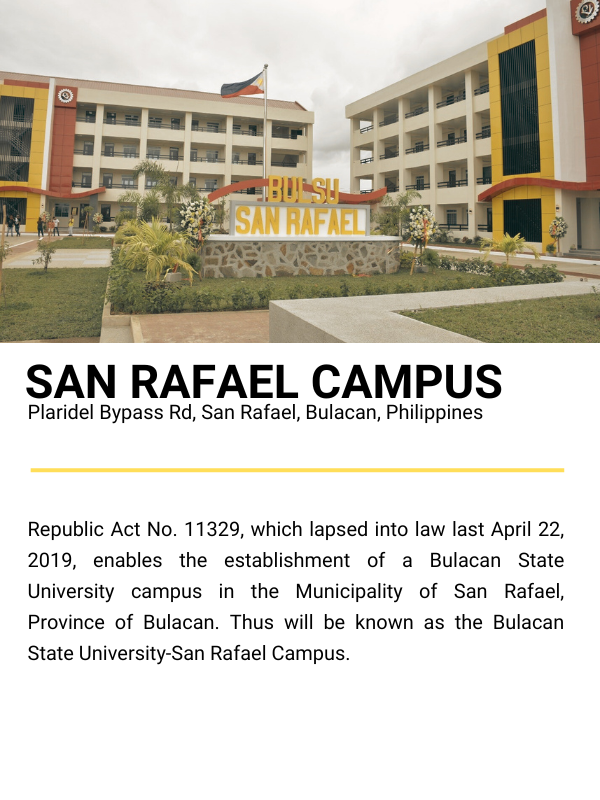 BULSU
SAN RAFAEL
SAN RAFAEL CAMPUS
Plaridel Bypass Rd, San Rafael, Bulacan, Philippines
Republic Act No. 11329, which lapsed into law last April 22,
2019, enables the establishment of a Bulacan State
University campus in the Municipality of San Rafael,
Province of Bulacan. Thus will be known as the Bulacan
State University-San Rafael Campus.